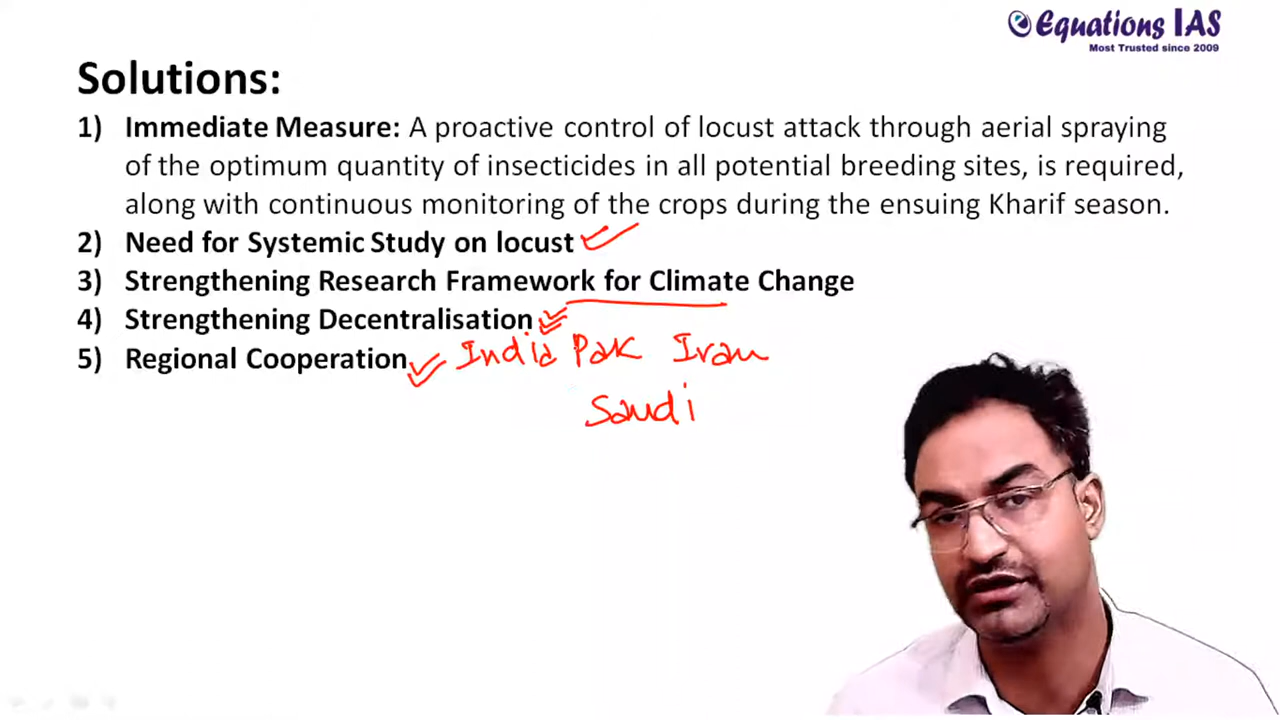 Equations IAS
Most Trusted since 2009
Solutions:
1) Immediate Measure: A proactive control of locust attack through aerial spraying
of the optimum quantity of insecticides in all potential breeding sites, is required,
along with continuous monitoring of the crops during the ensuing Kharif season.
2) Need for Systemic Study on locust
3) Strengthening Research Framework for Climate Change
4) Strengthening Decentralisation
5) Regional Cooperation India Pak Iran
Saudi